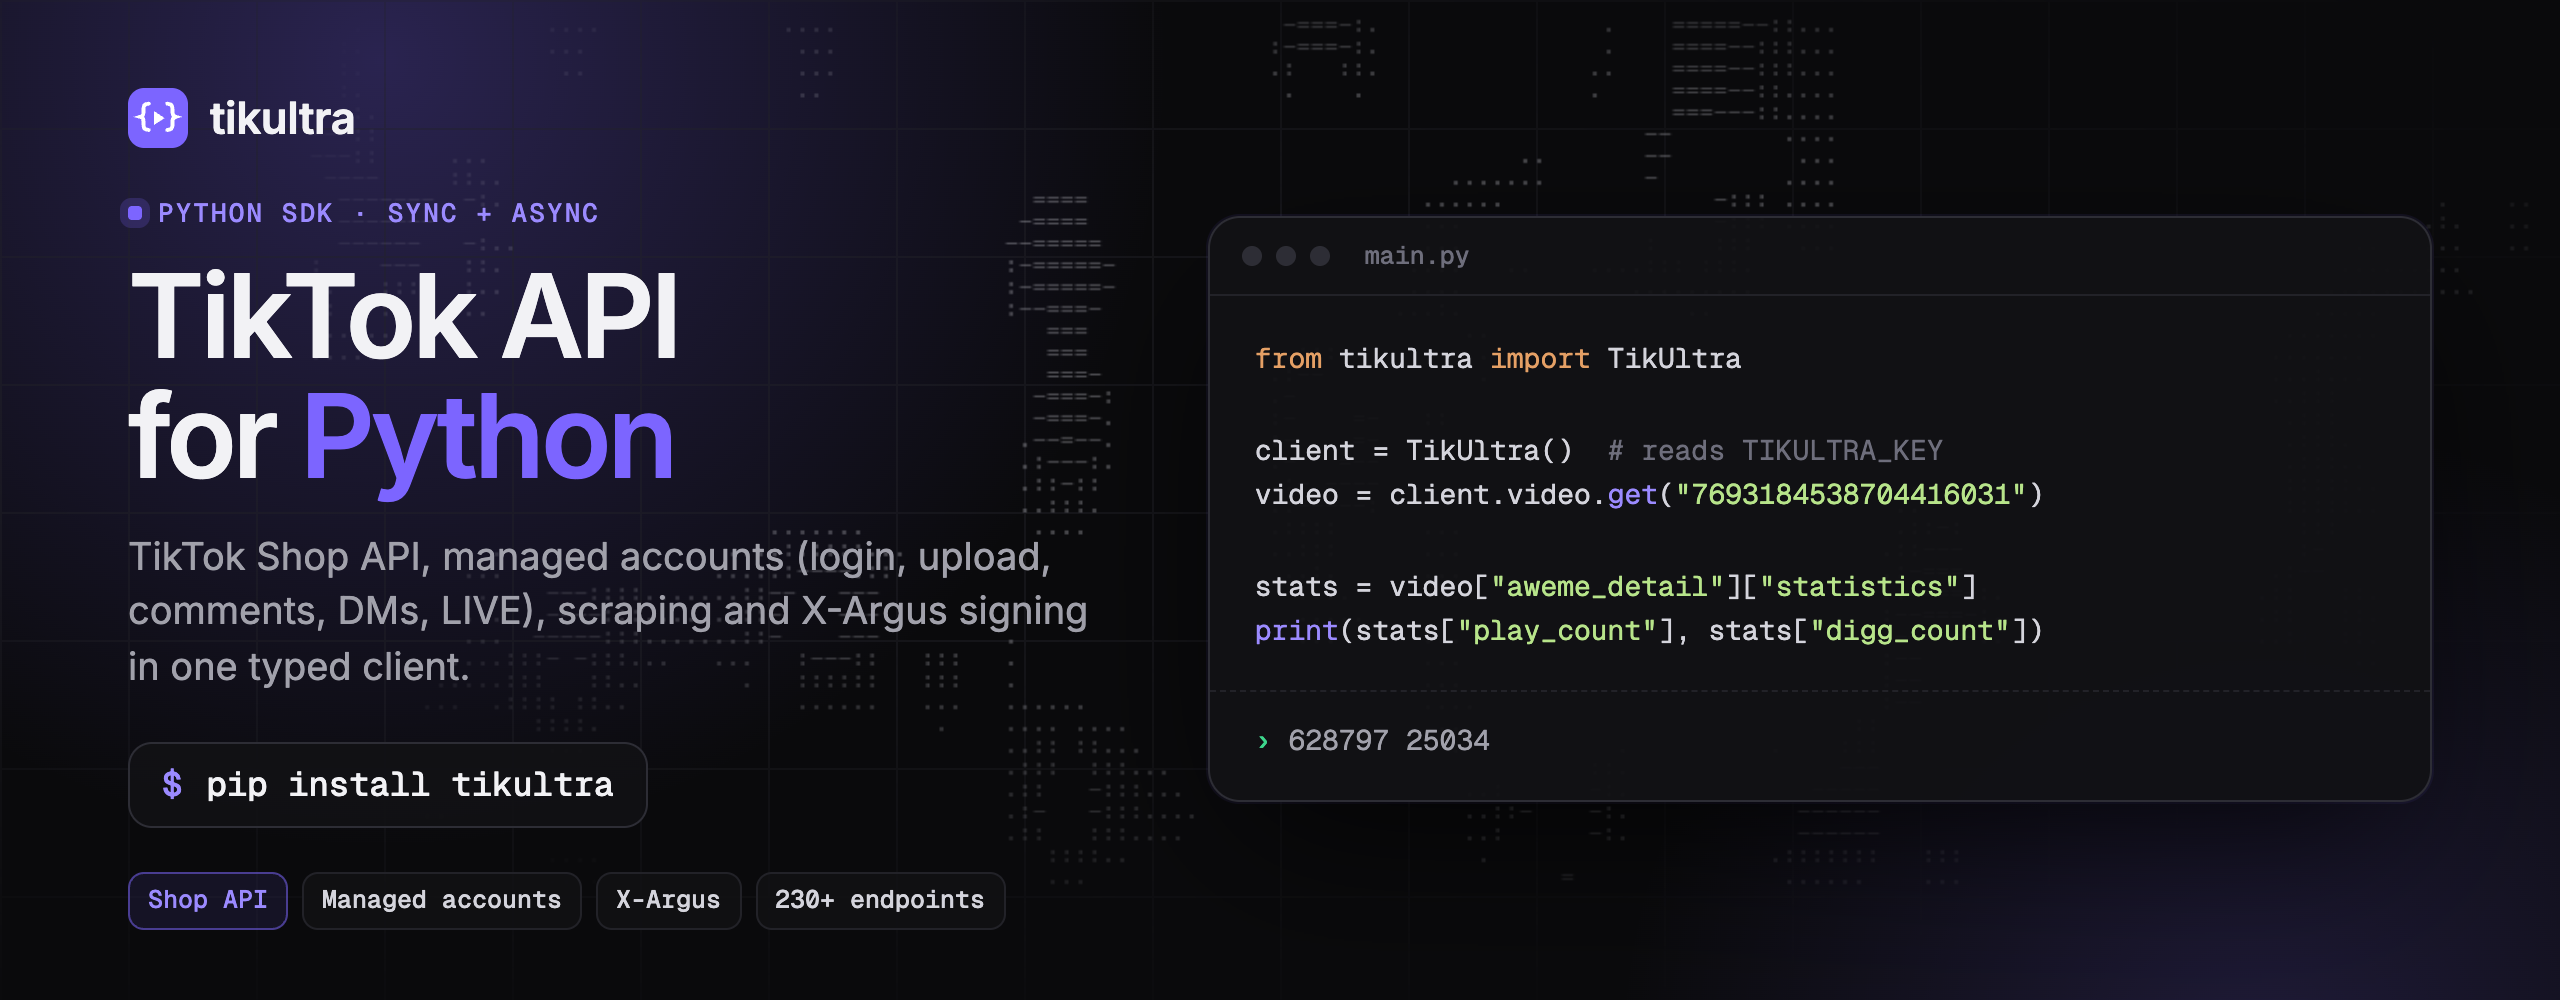 tikultra
PYTHON SDK · SYNC + ASYNC
TikTok API
for Python
TikTok Shop API, managed accounts (login, upload,
comments, DMs, LIVE), scraping and X-Argus signing
in one typed client.
$ pip install tikultra
Shop API
Managed accounts
X-Argus
230+ endpoints
main.py
from tikultra import TikUltra
client = TikUltra()  # reads TIKULTRA_KEY
video = client.video.get("7693184538704416031")
stats = video["aweme_detail"]["statistics"]
print(stats["play_count"], stats["digg_count"])
› 628797 25034